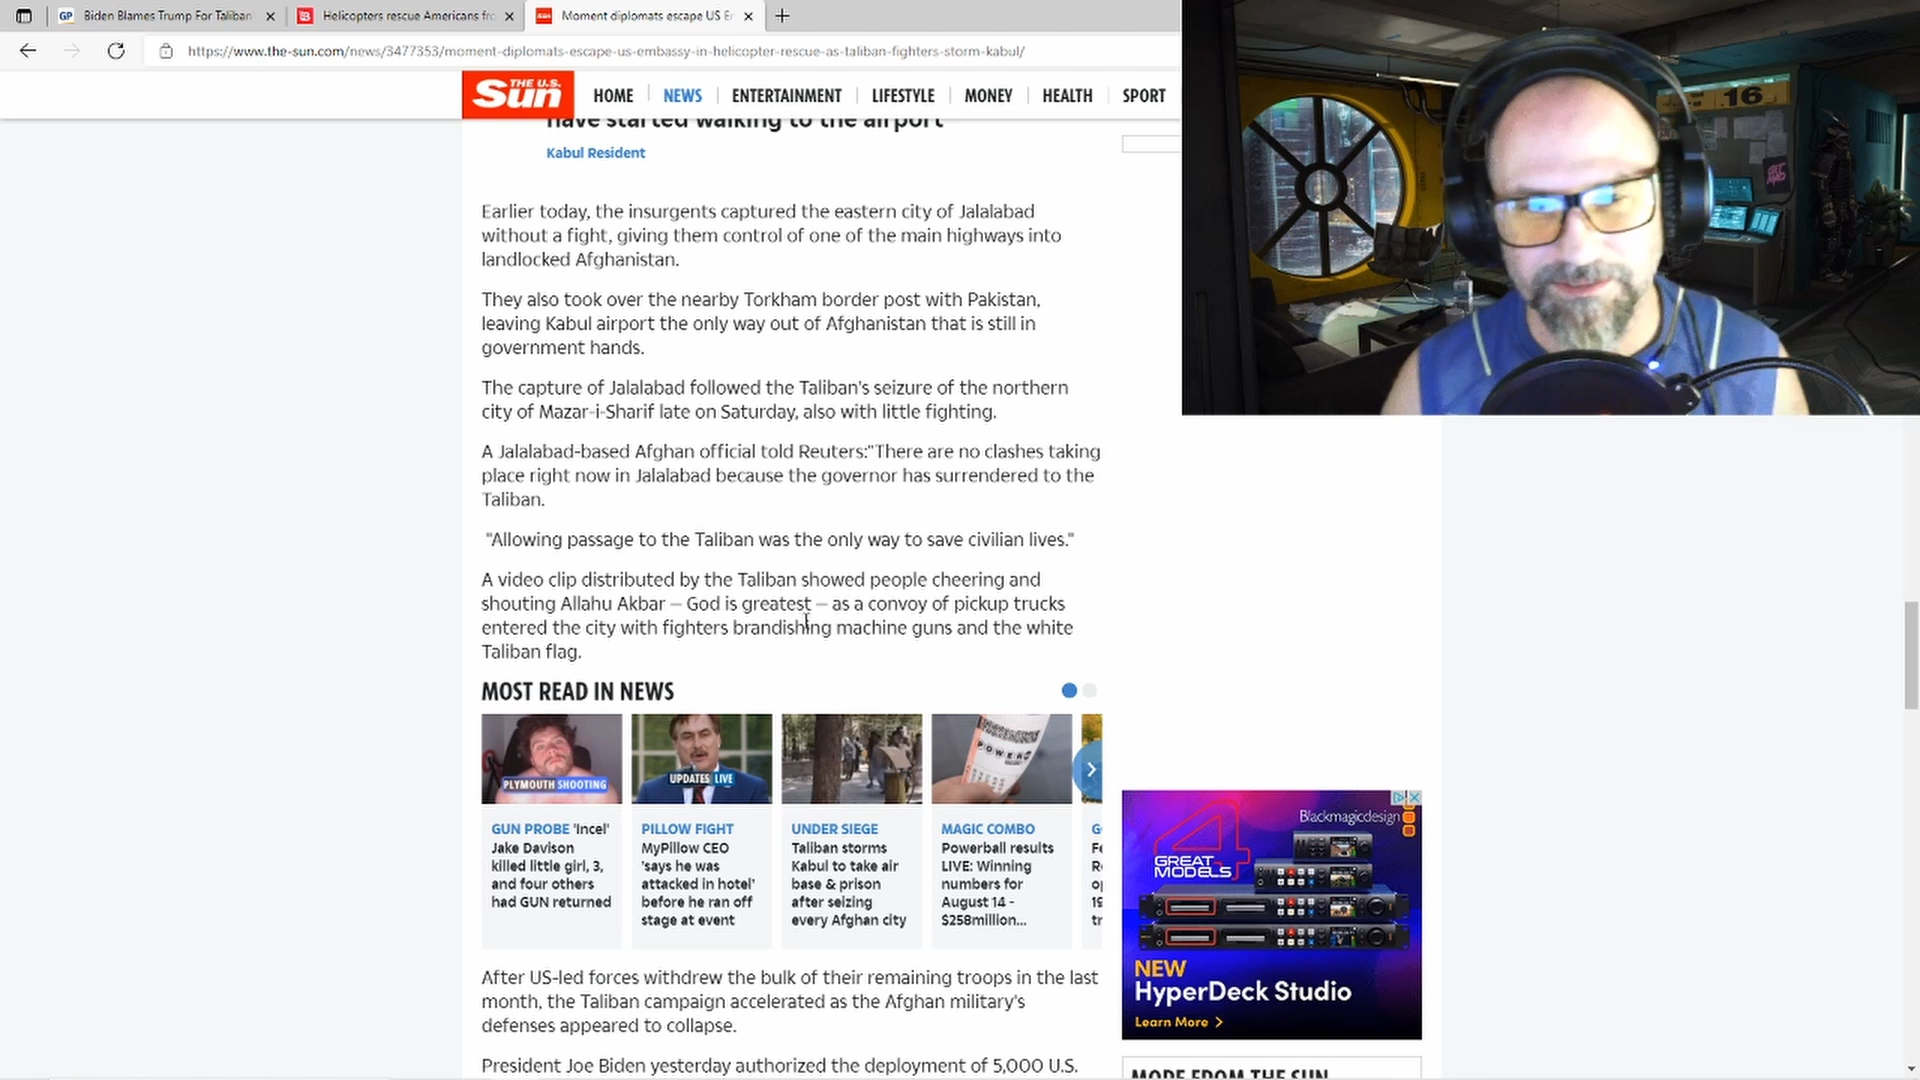 Biden Blames Trump For Taliban
Helicopters rescue Americans fro
Moment diplomats escape US E
https://www.the-sun.com/news/3477353/moment-diplomats-escape-us-embassy-in-helicopter-rescue-as-taliban-fighters-storm-kabul/
THE U.S. Sun
HOME NEWS ENTERTAINMENT LIFESTYLE MONEY HEALTH SPORT
have started walking to the airport
Kabul Resident
Earlier today, the insurgents captured the eastern city of Jalalabad
without a fight, giving them control of one of the main highways into
landlocked Afghanistan.
They also took over the nearby Torkham border post with Pakistan,
leaving Kabul airport the only way out of Afghanistan that is still in
government hands.
The capture of Jalalabad followed the Taliban's seizure of the northern
city of Mazar-i-Sharif late on Saturday, also with little fighting.
A Jalalabad-based Afghan official told Reuters:"There are no clashes taking
place right now in Jalalabad because the governor has surrendered to the
Taliban.
"Allowing passage to the Taliban was the only way to save civilian lives."
A video clip distributed by the Taliban showed people cheering and
shouting Allahu Akbar – God is greatest – as a convoy of pickup trucks
entered the city with fighters brandishing machine guns and the white
Taliban flag.
MOST READ IN NEWS
PLYMOUTH SHOOTING
GUN PROBE 'Incel'
Jake Davison
killed little girl, 3,
and four others
had GUN returned
UPDATES LIVE
PILLOW FIGHT
MyPillow CEO
'says he was
attacked in hotel'
before he ran off
stage at event
UNDER SIEGE
Taliban storms
Kabul to take air
base & prison
after seizing
every Afghan city
POWER
MAGIC COMBO
Powerball results
LIVE: Winning
numbers for
August 14 -
$258million...
After US-led forces withdrew the bulk of their remaining troops in the last
month, the Taliban campaign accelerated as the Afghan military's
defenses appeared to collapse.
President Joe Biden yesterday authorized the deployment of 5,000 U.S.
16
Blackmagicdesign
4
GREAT
MODELS
NEW
HyperDeck Studio
Learn More >
MORE FROM THE SUN